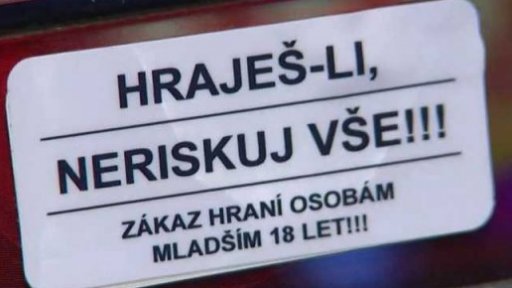 HRAJEŠ-LI,
NERISKUJ VŠE!!!
ZÁKAZ HRANÍ OSOBÁM
MLADŠÍM 18 LET!!!